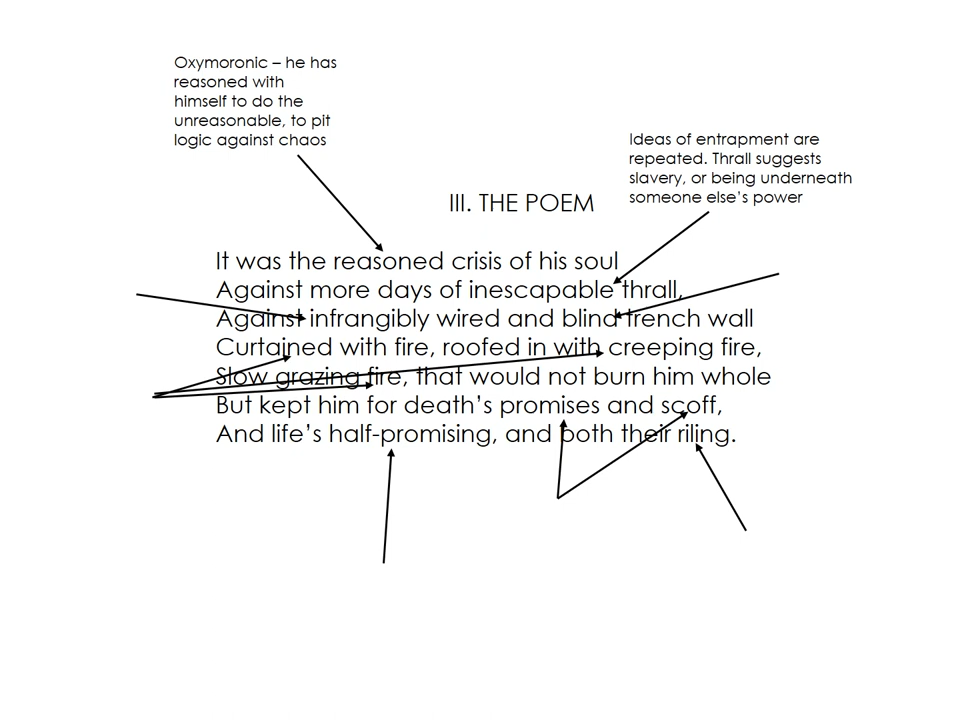 Oxymoronic – he has
reasoned with
himself to do the
unreasonable, to pit
logic against chaos
Ideas of entrapment are
repeated. Thrall suggests
slavery, or being underneath
someone else’s power
III. THE POEM
It was the reasoned crisis of his soul
Against more days of inescapable thrall,
Against infrangibly wired and blind trench wall
Curtained with fire, roofed in with creeping fire,
Slow grazing fire, that would not burn him whole
But kept him for death’s promises and scoff,
And life’s half-promising, and both their riling.